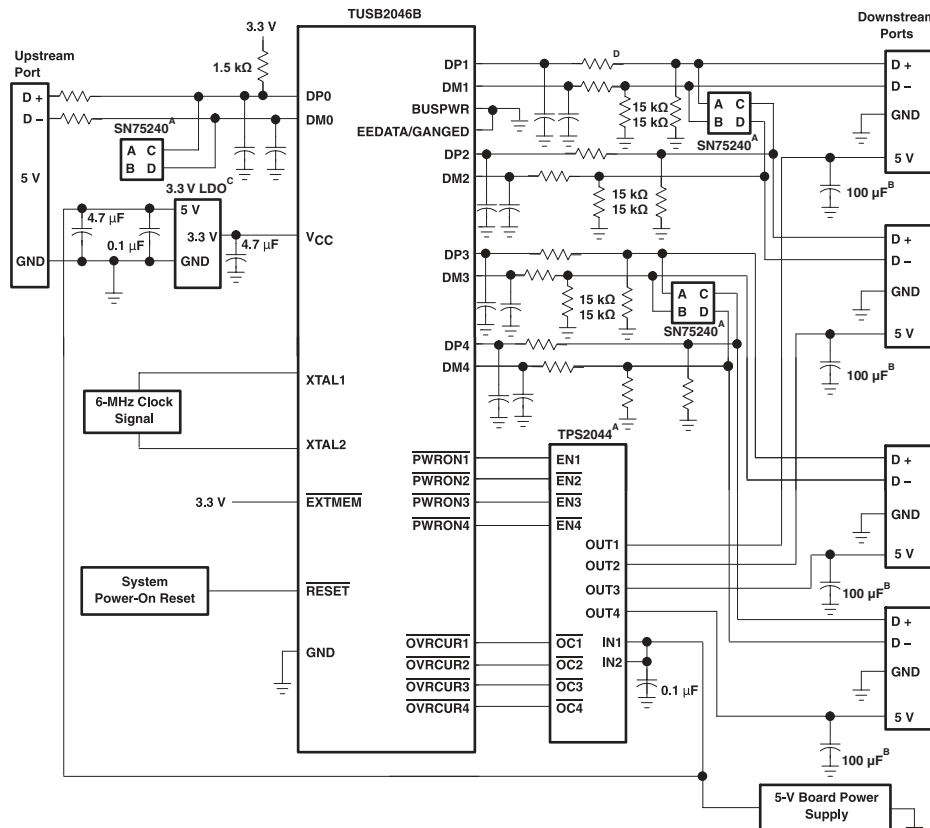 TUSB2046B
Downstream
Ports
Upstream
Port
3.3 V
1.5 kΩ
D +
D −
5 V
GND
DP0
DM0
SN75240A
A C
B D
3.3 V LDOC
5 V
3.3 V
GND
4.7 µF
0.1 µF
4.7 µF
VCC
XTAL1
6-MHz Clock
Signal
XTAL2
3.3 V
EXTMEM
System
Power-On Reset
RESET
GND
DP1
DM1
BUSPWR
EEDATA/GANGED
DP2
DM2
DP3
DM3
DP4
DM4
PWRON1
PWRON2
PWRON3
PWRON4
OVRCUR1
OVRCUR2
OVRCUR3
OVRCUR4
D
15 kΩ
15 kΩ
A C
B D
SN75240A
15 kΩ
15 kΩ
15 kΩ
15 kΩ
A C
B D
SN75240A
TPS2044A
EN1
EN2
EN3
EN4
OUT1
OUT2
OUT3
OUT4
OC1
OC2
OC3
OC4
IN1
IN2
0.1 µF
D +
D −
GND
5 V
100 µFB
D +
D −
GND
5 V
100 µFB
D +
D −
GND
5 V
100 µFB
D +
D −
GND
5 V
100 µFB
5-V Board Power
Supply